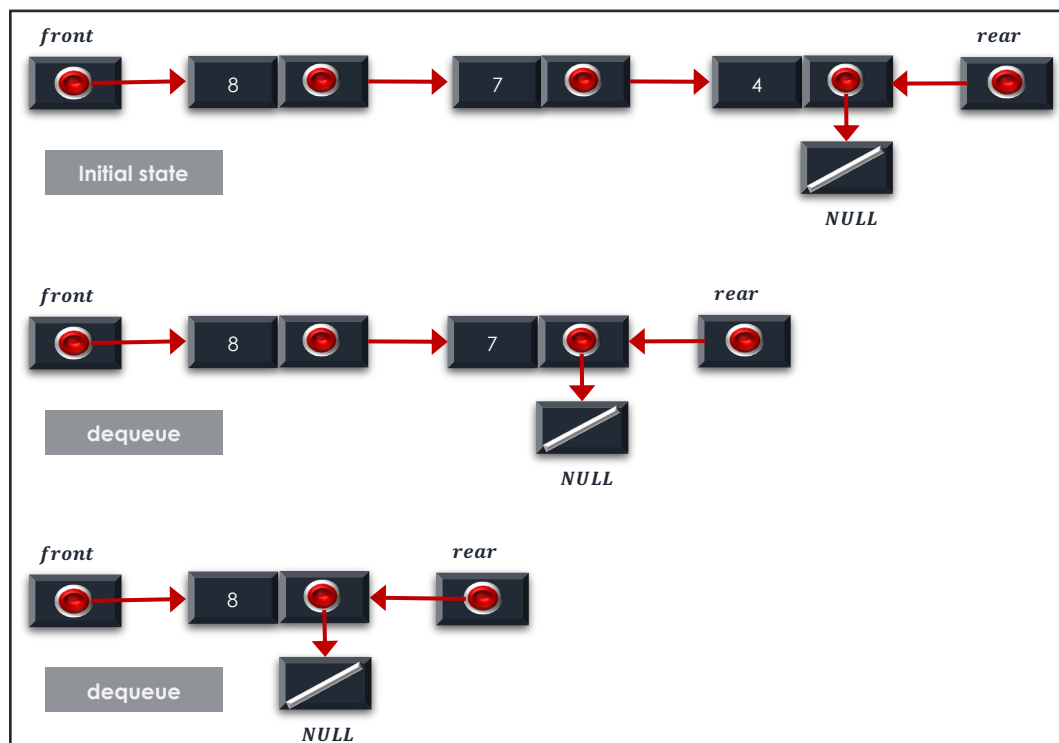 front rear
8 7 4
Initial state
NULL
front rear
8 7
dequeue
NULL
front rear
8
dequeue
NULL